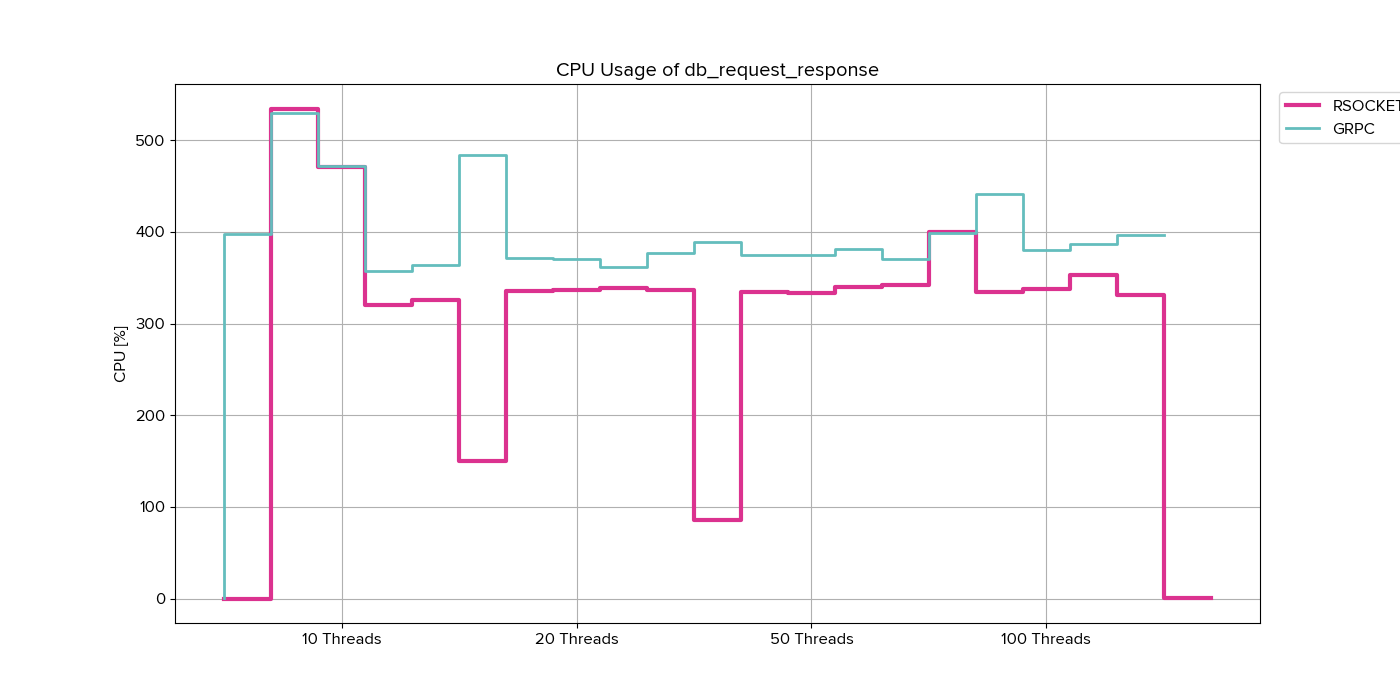 CPU Usage of db_request_response
RSOCKET
GRPC
CPU [%]
500
400
300
200
100
0
10 Threads
20 Threads
50 Threads
100 Threads